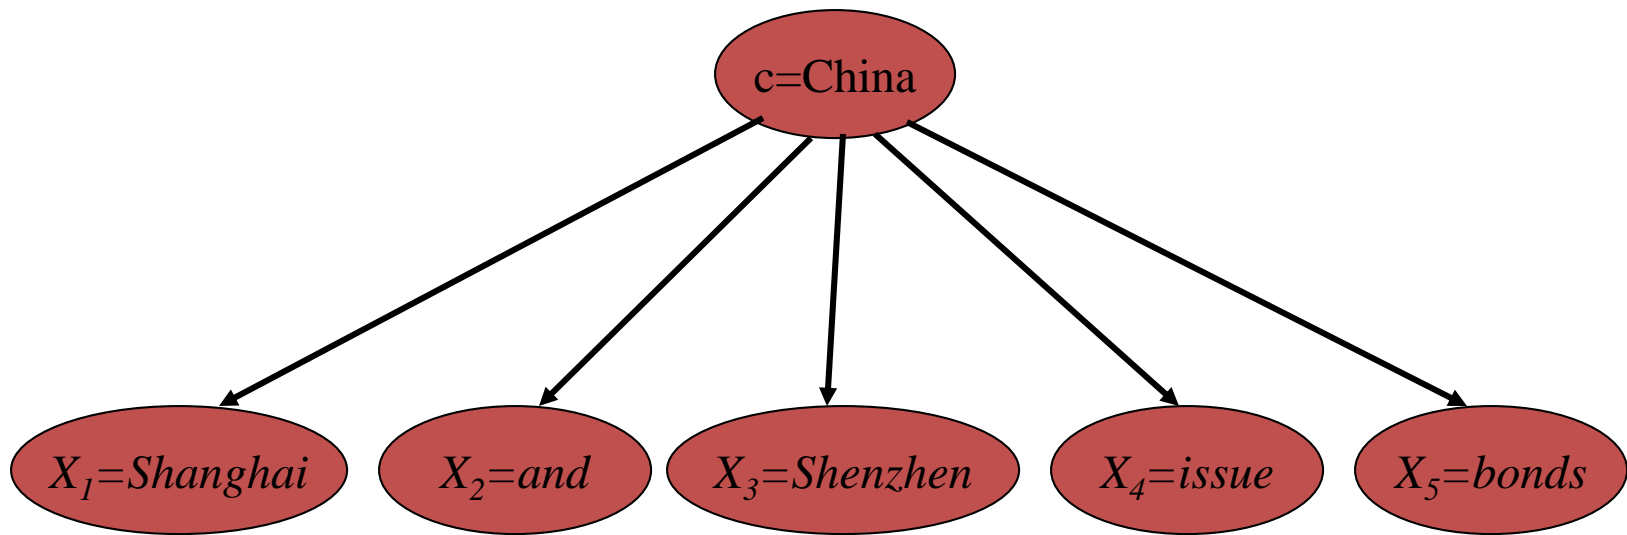 c=China
X₁=Shanghai
X₂=and
X₃=Shenzhen
X₄=issue
X₅=bonds